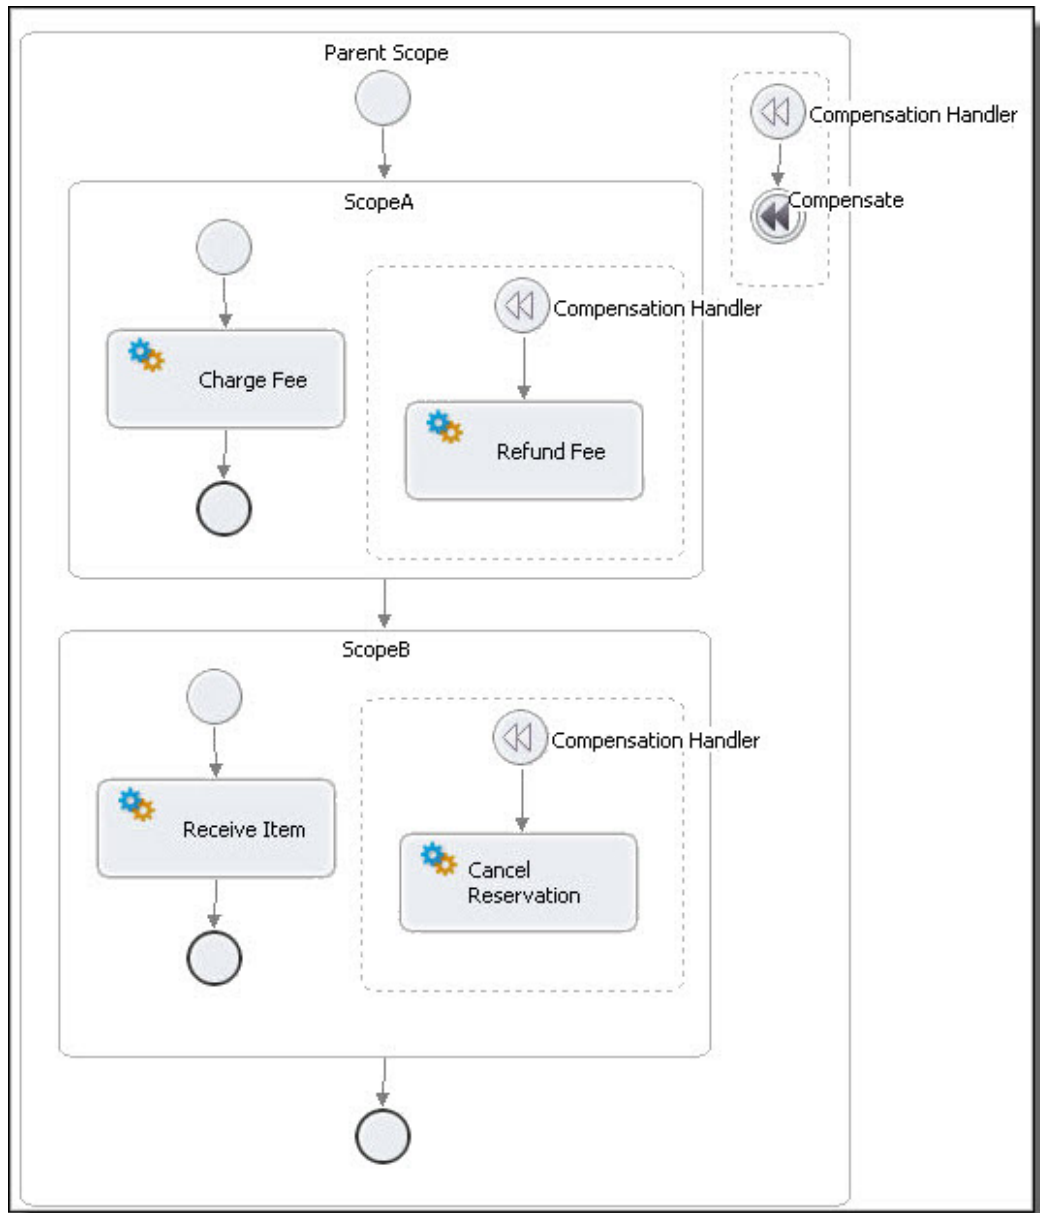 Parent Scope
Compensation Handler
Compensate
ScopeA
Compensation Handler
Charge Fee
Refund Fee
ScopeB
Compensation Handler
Receive Item
Cancel
Reservation